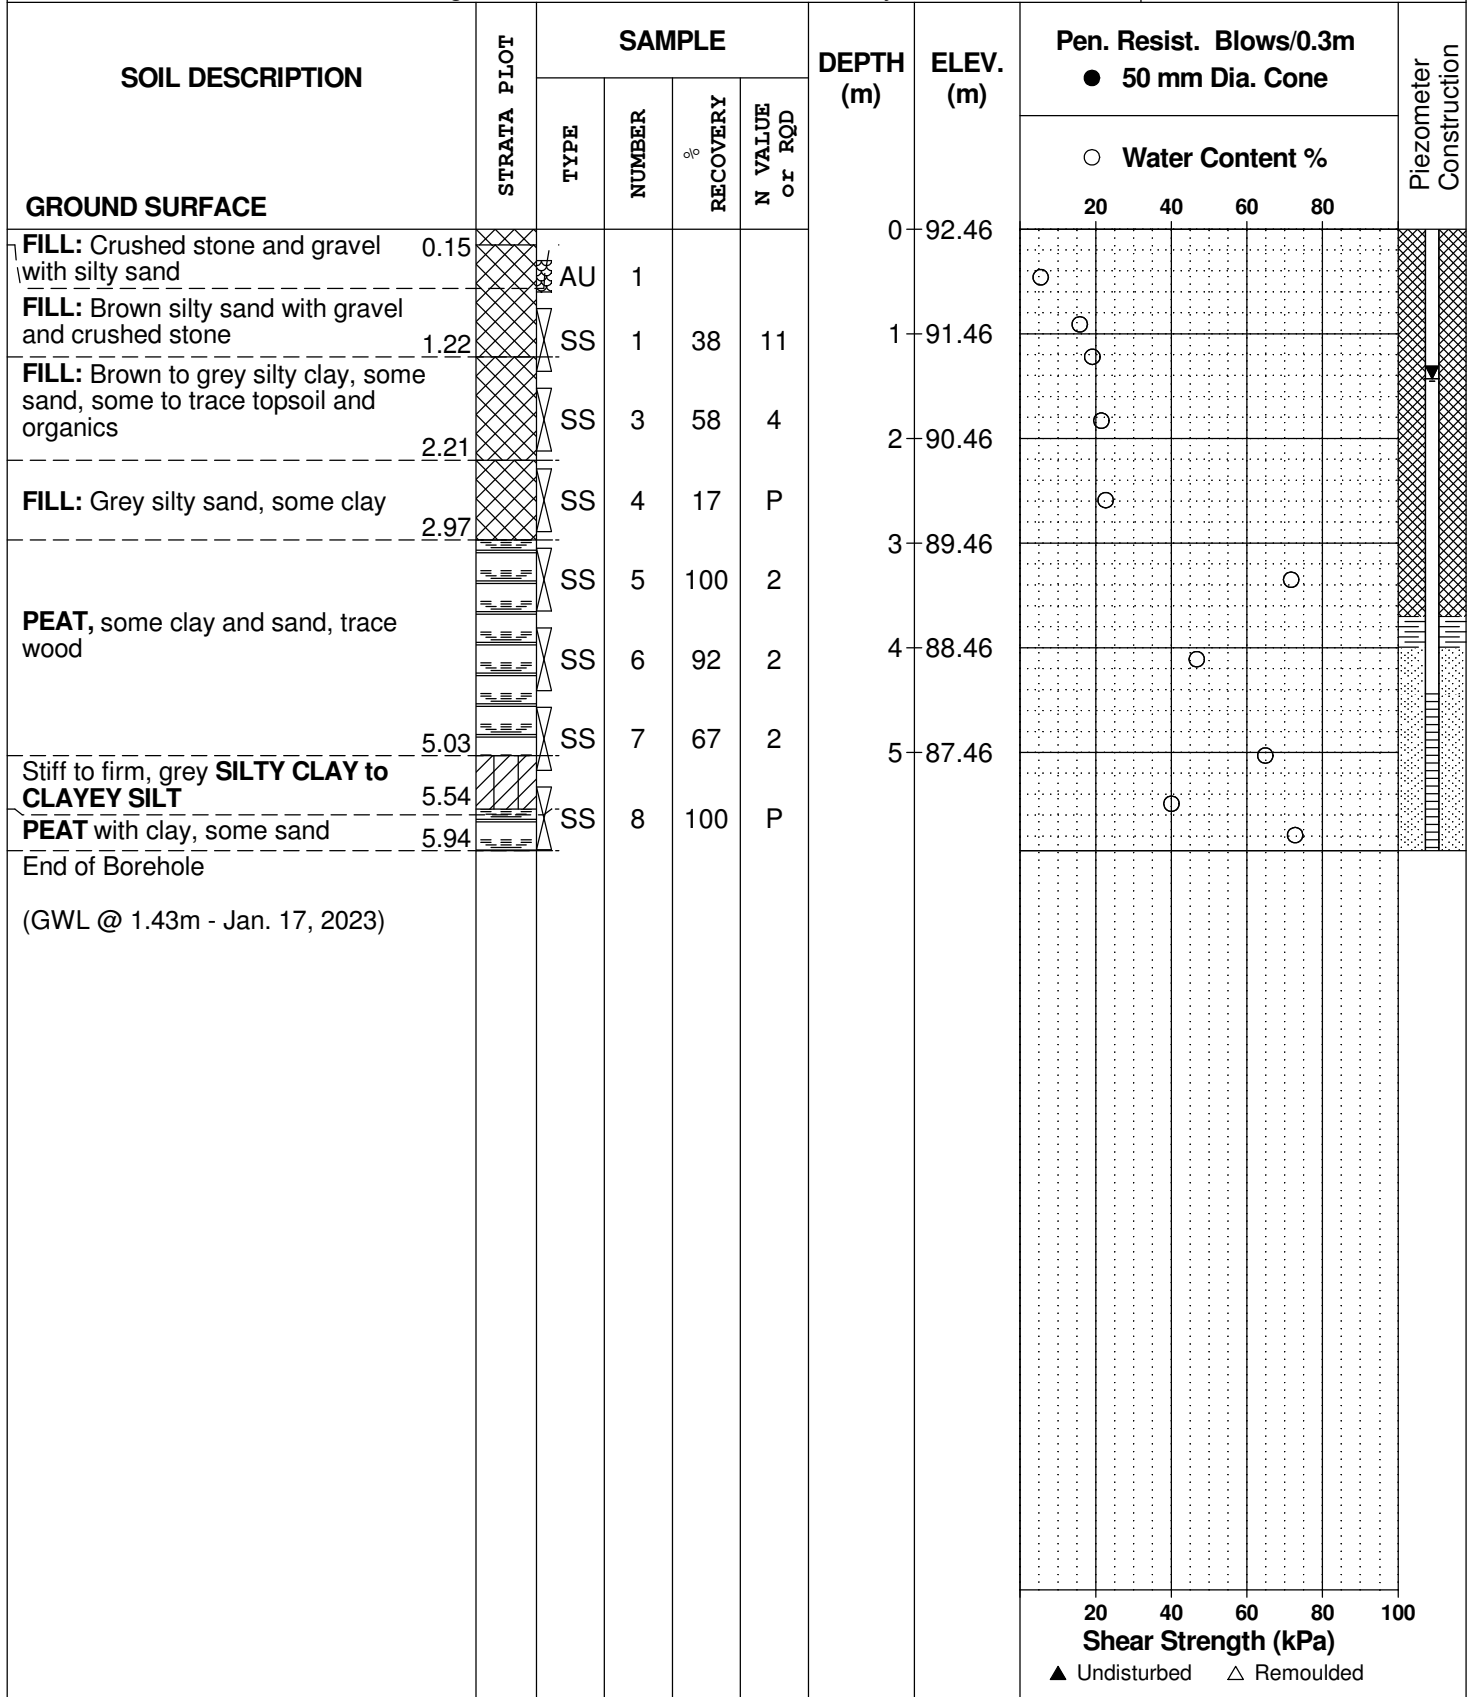 SOIL DESCRIPTION
GROUND SURFACE
STRATA PLOT
SAMPLE
TYPE
NUMBER
%
RECOVERY
N VALUE
or RQD
DEPTH
(m)
ELEV.
(m)
Pen. Resist. Blows/0.3m
● 50 mm Dia. Cone
○ Water Content %
20 40 60 80
Piezometer
Construction
FILL: Crushed stone and gravel 0.15
with silty sand
FILL: Brown silty sand with gravel
and crushed stone 1.22
FILL: Brown to grey silty clay, some
sand, some to trace topsoil and
organics
2.21
FILL: Grey silty sand, some clay
2.97
PEAT, some clay and sand, trace
wood
5.03
Stiff to firm, grey SILTY CLAY to
CLAYEY SILT 5.54
PEAT with clay, some sand 5.94
End of Borehole
(GWL @ 1.43m - Jan. 17, 2023)
AU 1
SS 1 38 11
SS 3 58 4
SS 4 17 P
SS 5 100 2
SS 6 92 2
SS 7 67 2
SS 8 100 P
0 92.46
1 91.46
2 90.46
3 89.46
4 88.46
5 87.46
20 40 60 80 100
Shear Strength (kPa)
▲ Undisturbed △ Remoulded